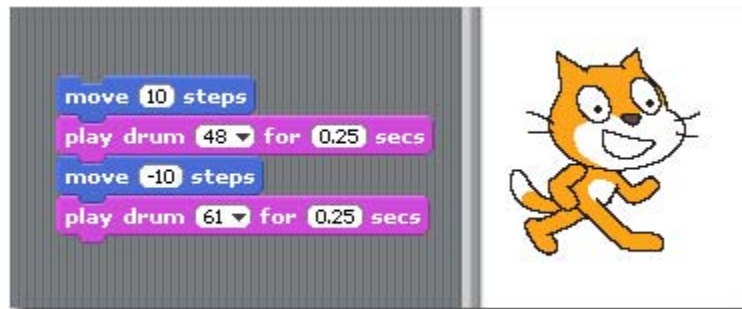 move 10 steps
play drum 48 for 0.25 secs
move -10 steps
play drum 61 for 0.25 secs